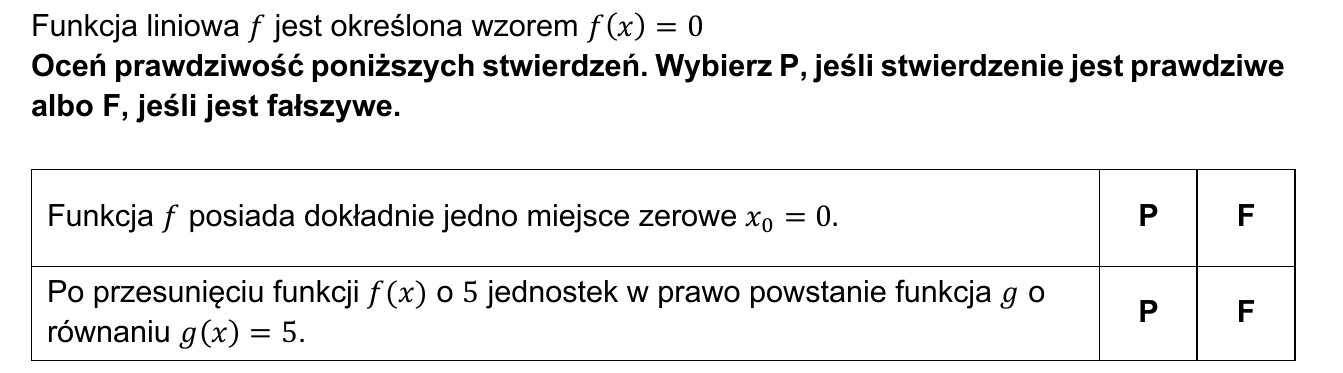 Funkcja liniowa f jest określona wzorem f(x) = 0
Oceń prawdziwość poniższych stwierdzeń. Wybierz P, jeśli stwierdzenie jest prawdziwe
albo F, jeśli jest fałszywe.
Funkcja f posiada dokładnie jedno miejsce zerowe x₀ = 0. P F
Po przesunięciu funkcji f(x) o 5 jednostek w prawo powstanie funkcja g o
równaniu g(x) = 5. P F